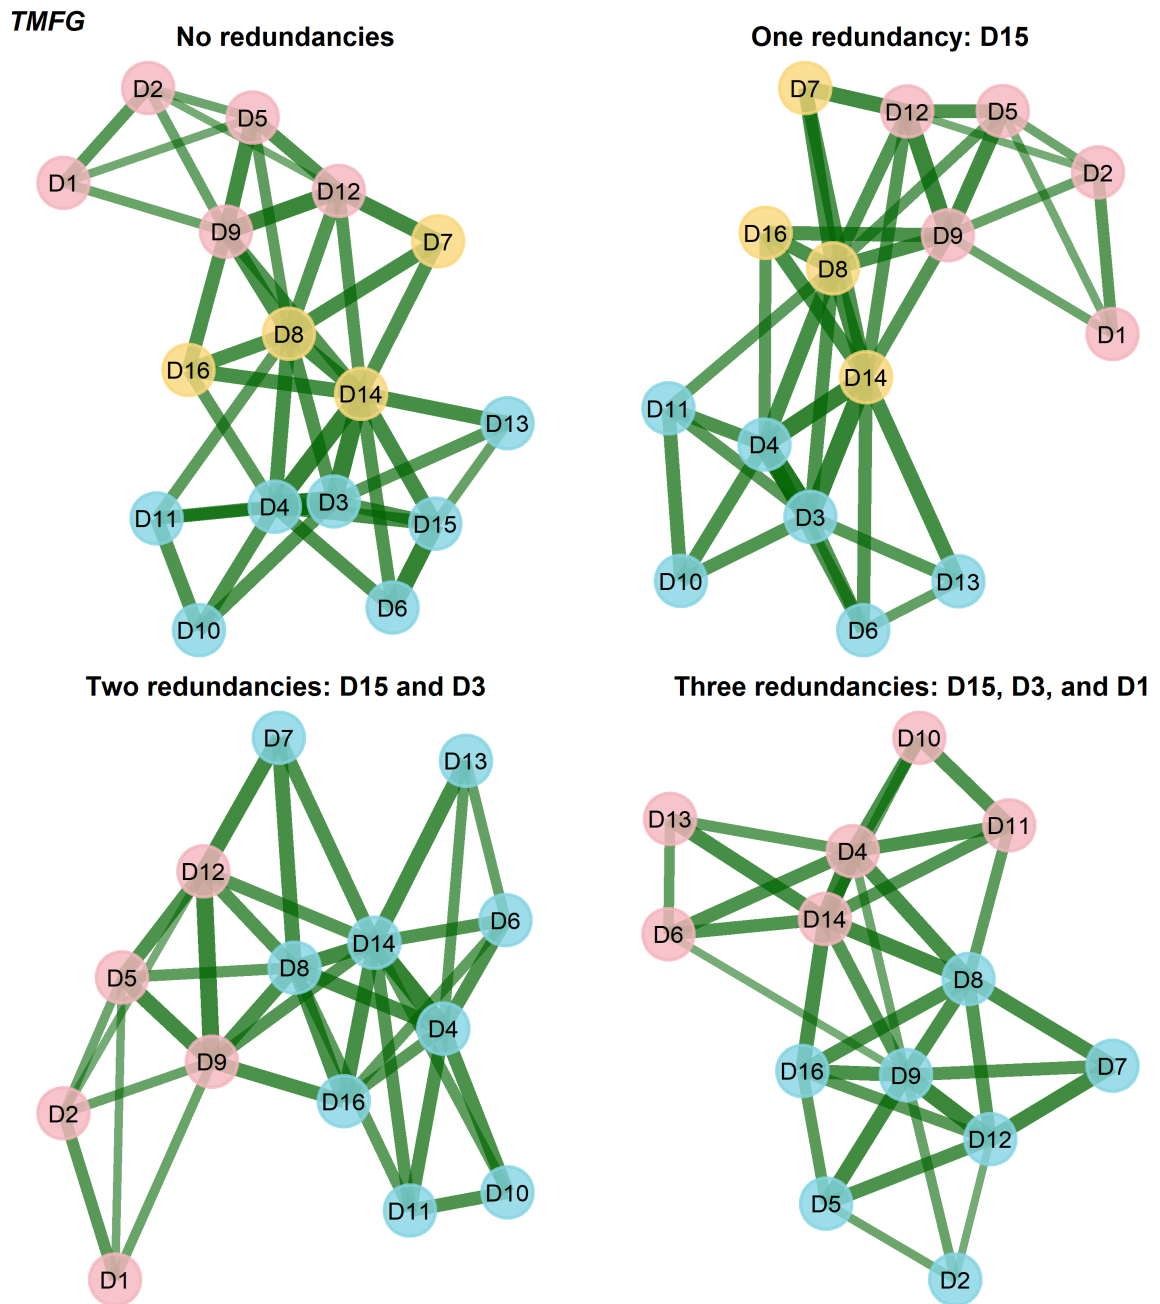 TMFG
No redundancies
D2
D5
D1
D12
D9
D7
D8
D16
D14
D13
D11
D4
D3
D15
D6
D10
One redundancy: D15
D7
D12
D5
D2
D16
D9
D8
D1
D14
D11
D4
D3
D10
D13
D6
Two redundancies: D15 and D3
D7
D13
D12
D6
D14
D8
D5
D4
D9
D16
D2
D10
D11
D1
Three redundancies: D15, D3, and D1
D10
D13
D11
D4
D14
D6
D8
D16
D9
D7
D12
D5
D2